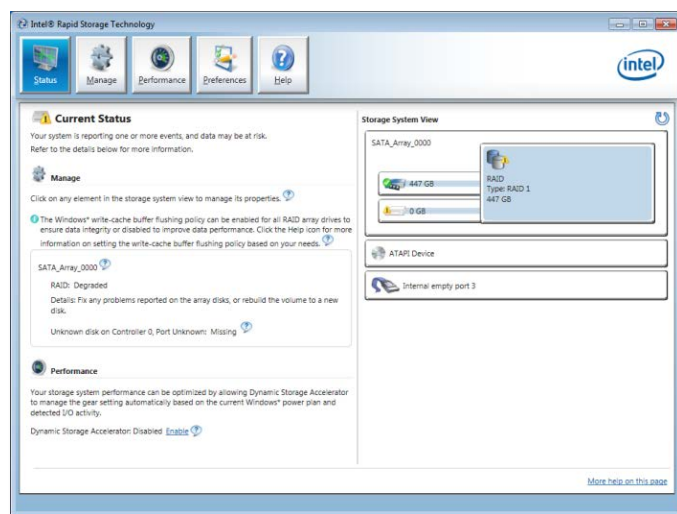 Intel® Rapid Storage Technology
Status
Manage
Performance
Preferences
Help
intel
Current Status
Your system is reporting one or more events, and data may be at risk.
Refer to the details below for more information.
Manage
Click on any element in the storage system view to manage its properties.
The Windows* write-cache buffer flushing policy can be enabled for all RAID array drives to
ensure data integrity or disabled to improve data performance. Click the Help icon for more
information on setting the write-cache buffer flushing policy based on your needs.
SATA_Array_0000
RAID: Degraded
Details: Fix any problems reported on the array disks, or rebuild the volume to a new
disk.
Unknown disk on Controller 0, Port Unknown: Missing
Performance
Your storage system performance can be optimized by allowing Dynamic Storage Accelerator
to manage the gear setting automatically based on the current Windows* power plan and
detected I/O activity.
Dynamic Storage Accelerator: Disabled Enable
Storage System View
SATA_Array_0000
447 GB
0 GB
RAID
Type: RAID 1
447 GB
ATAPI Device
Internal empty port 3
More help on this page